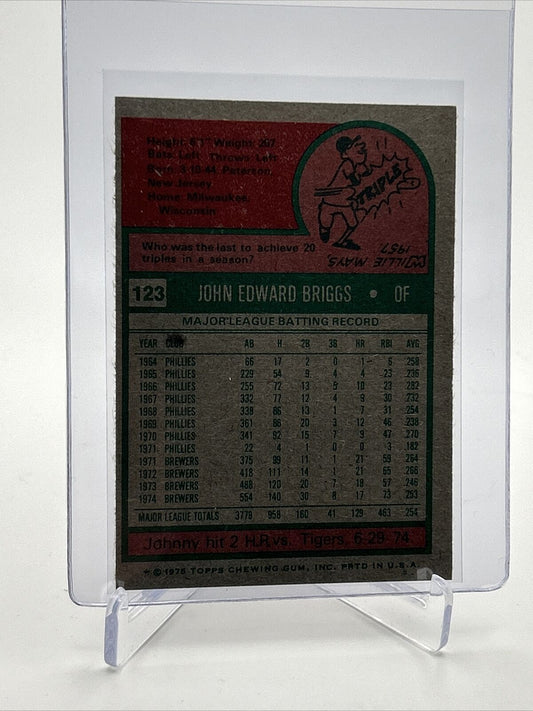 Height: 6'1" Weight: 207
Bats: Left Throws: Left
Born: 3-10-44, Paterson,
New Jersey
Home: Milwaukee,
Wisconsin
TRIPLE
WILLIE MAYS,
1957.
Who was the last to achieve 20
triples in a season?
123 JOHN EDWARD BRIGGS • OF
MAJOR LEAGUE BATTING RECORD
YEAR CLUB AB H 2B 3B HR RBI AVG
1964 PHILLIES 66 17 2 0 1 6 258
1965 PHILLIES 229 54 9 4 4 23 236
1966 PHILLIES 255 72 13 5 10 23 282
1967 PHILLIES 332 77 12 4 9 30 232
1968 PHILLIES 338 86 13 1 7 31 254
1969 PHILLIES 361 86 20 3 12 46 238
1970 PHILLIES 341 92 15 7 9 47 270
1971 PHILLIES 22 4 1 0 0 3 182
1971 BREWERS 375 99 11 1 21 59 264
1972 BREWERS 418 111 14 1 21 65 266
1973 BREWERS 488 120 20 7 18 57 246
1974 BREWERS 554 140 30 8 17 73 253
MAJOR LEAGUE TOTALS 3779 958 160 41 129 463 254
Johnny hit 2 H.R. vs. Tigers, 6-29-74.
© 1975 TOPPS CHEWING GUM, INC. PRTD IN U.S.A.